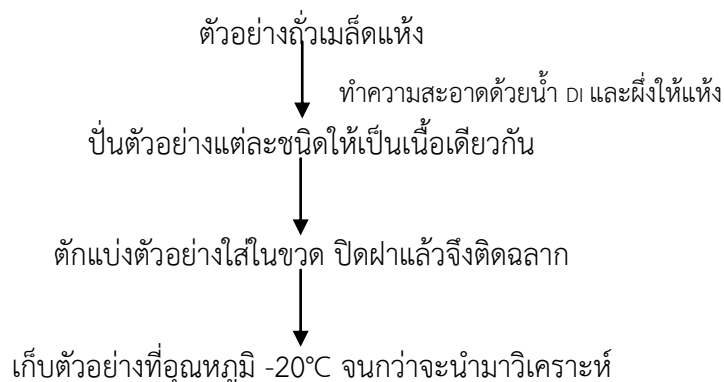 ตัวอย่างถั่วเมล็ดแห้ง
ทำความสะอาดด้วยน้ำ DI และผึ่งให้แห้ง
ปั่นตัวอย่างแต่ละชนิดให้เป็นเนื้อเดียวกัน
ตักแบ่งตัวอย่างใส่ในขวด ปิดฝาแล้วจึงติดฉลาก
เก็บตัวอย่างที่อุณหภูมิ -20°C จนกว่าจะนำมาวิเคราะห์